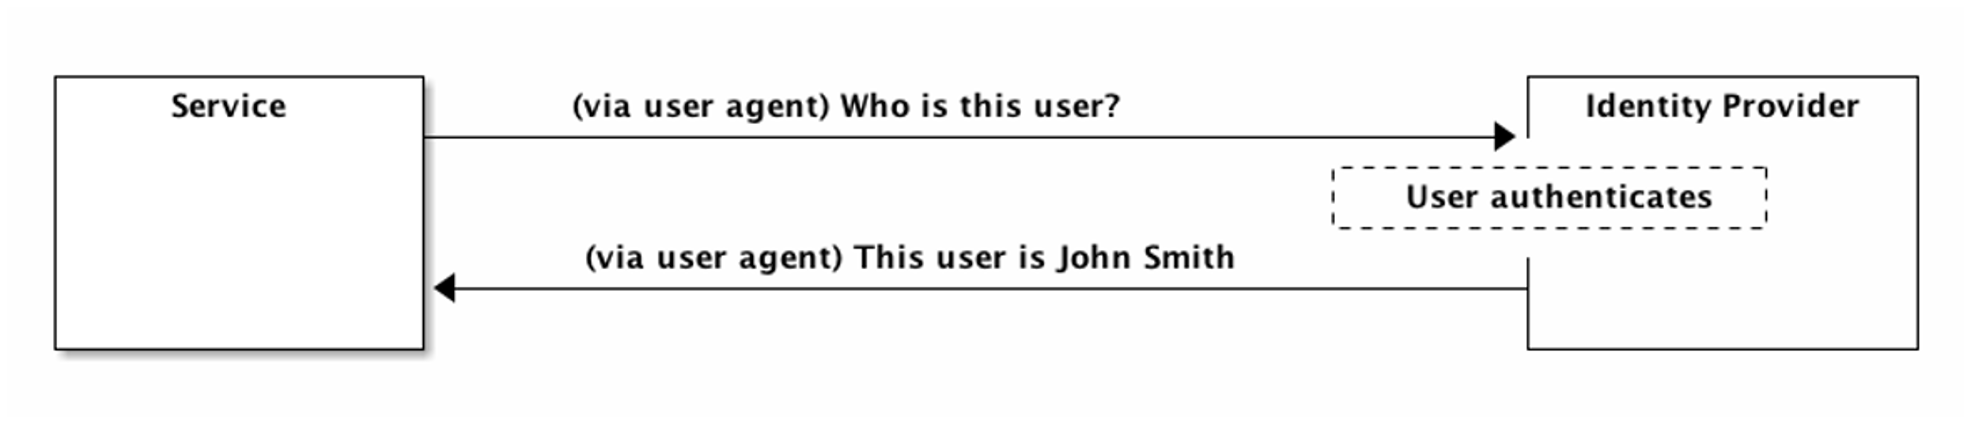 Service
(via user agent) Who is this user?
Identity Provider
User authenticates
(via user agent) This user is John Smith